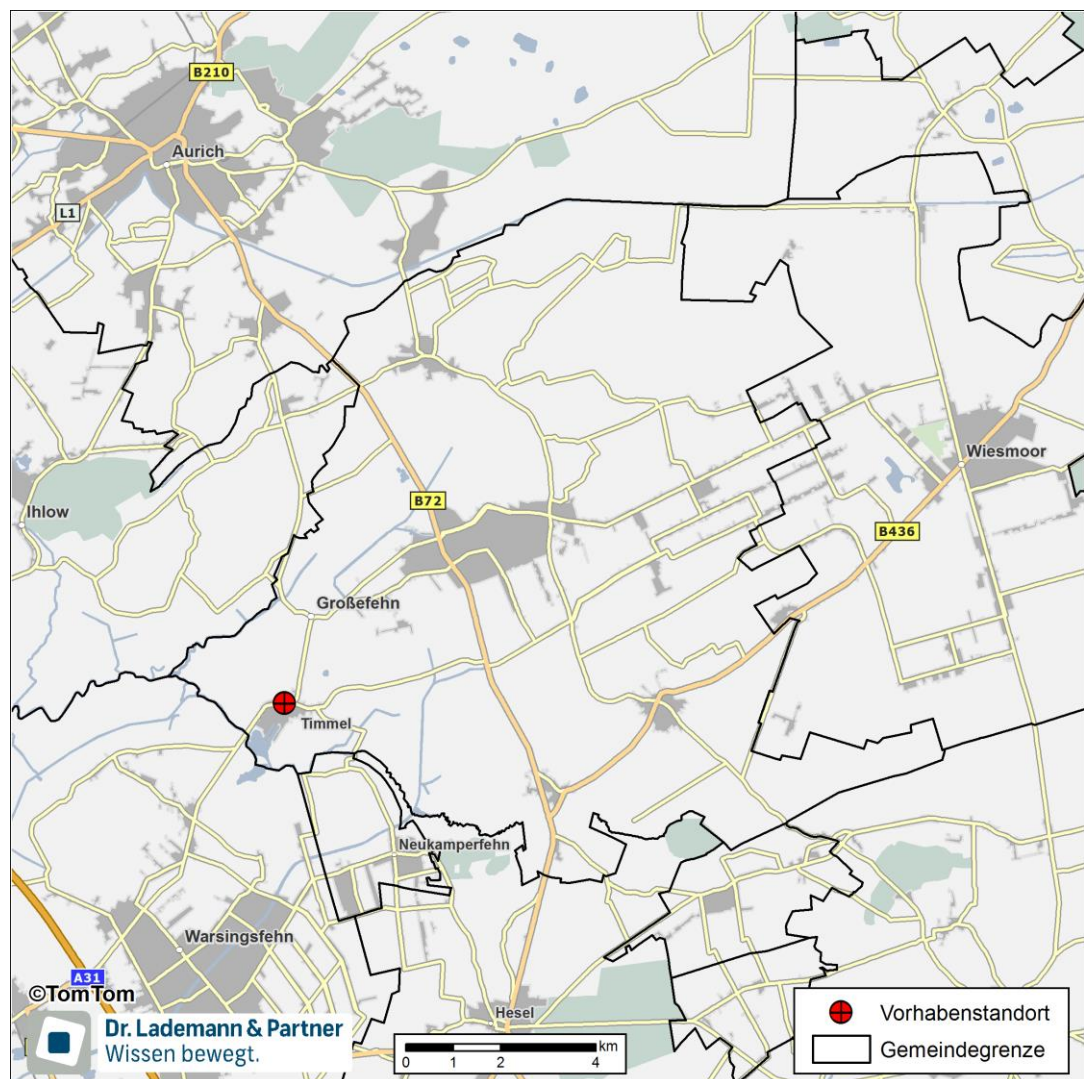 B210
Aurich
L1
Wiesmoor
B72
Ihlow
B436
Großefehn
Timmel
Neukamperfehn
Warsingsfehn
A31
©TomTom
Hesel
Dr. Lademann & Partner
Wissen bewegt.
km
0 1 2 4
Vorhabenstandort
Gemeindegrenze